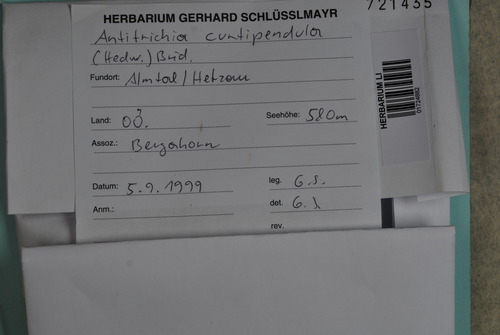 721435
HERBARIUM GERHARD SCHLÜSSLMAYR
Antitrichia curtipendula
(Hedw.) Brid.
Fundort: Almtal / Hetzau
Land: OÖ. Seehöhe: 580m
Assoz.: Bergahorn
Datum: 5.9.1999 leg. G.S.
Anm.: det. G.S.
rev.
HERBARIUM LI